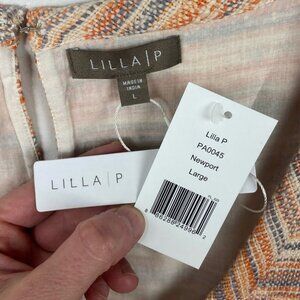 LILLA|P
MADE IN
INDIA
L
LILLA|P
Lilla P
PA0045
Newport
Large